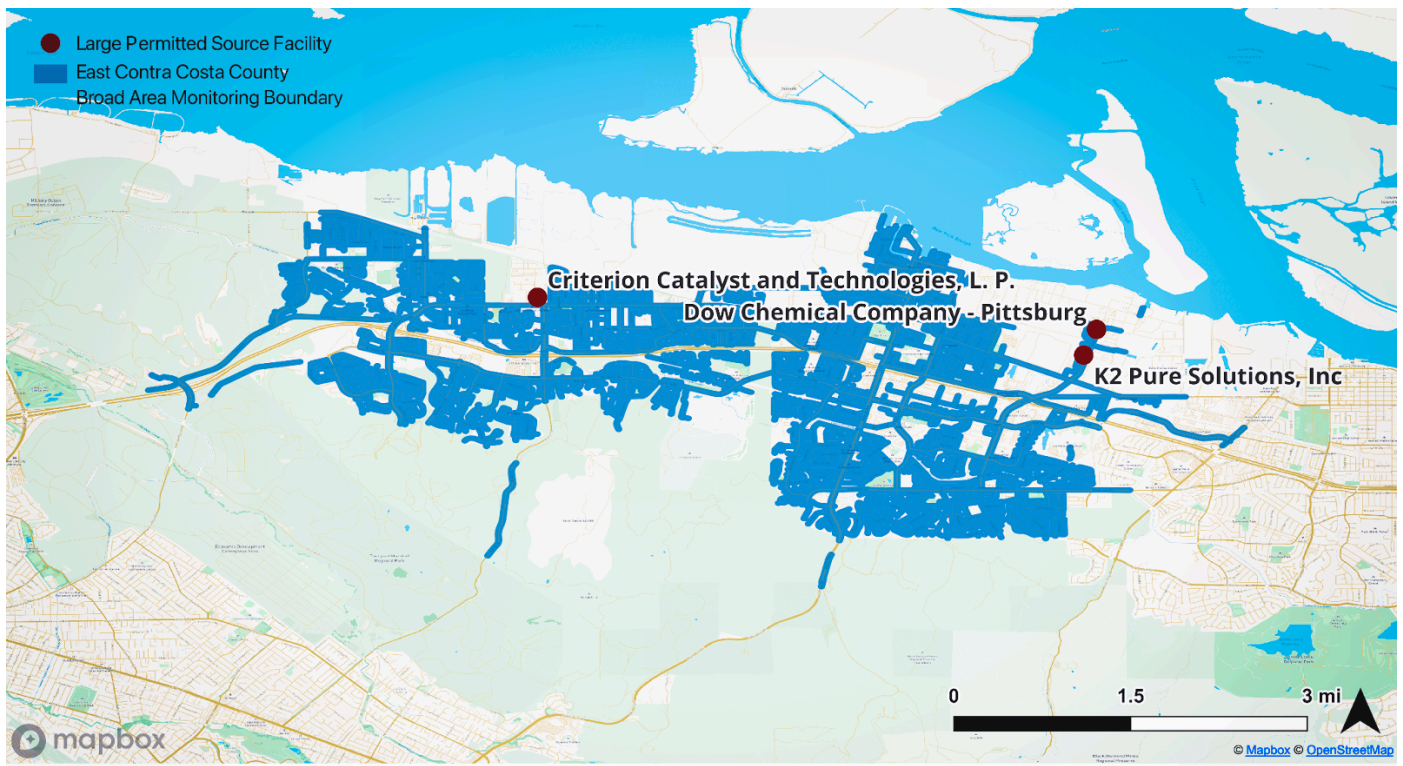 Large Permitted Source Facility
East Contra Costa County
Broad Area Monitoring Boundary
Criterion Catalyst and Technologies, L. P.
Dow Chemical Company - Pittsburg
K2 Pure Solutions, Inc
0 1.5 3 mi
mapbox
© Mapbox © OpenStreetMap